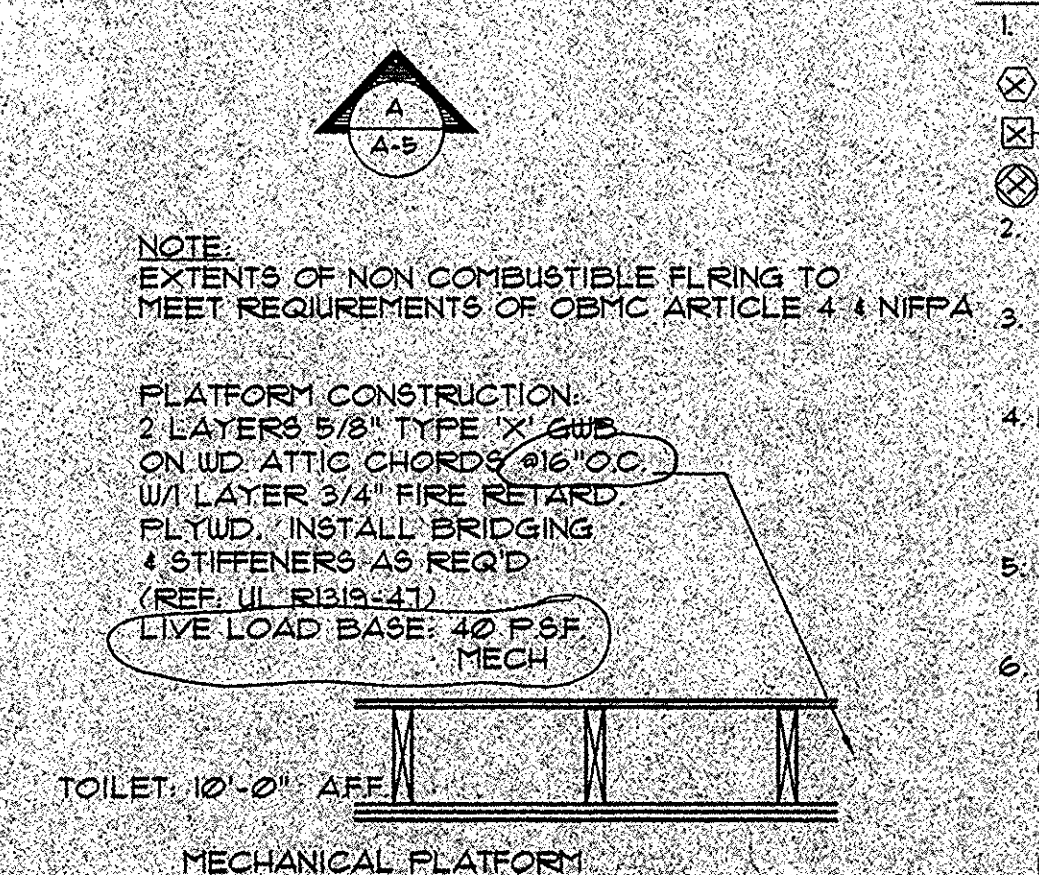 A
A-5
NOTE:
EXTENTS OF NON COMBUSTIBLE FLRING TO
MEET REQIUREMENTS OF OBMC ARTICLE 4 & NIFPA
PLATFORM CONSTRUCTION:
2 LAYERS 5/8" TYPE 'X' GWB
ON WD. ATTIC CHORDS @16"O.C.
W/1 LAYER 3/4" FIRE RETARD.
PLYWD. INSTALL BRIDGING
& STIFFENERS AS REQ'D
(REF: UL R1319-47)
LIVE LOAD BASE: 40 P.S.F.
MECH
TOILET: 10'-0" A.F.F.
MECHANICAL PLATFORM
1.
X
X
X
2.
3.
4.
5.
6.